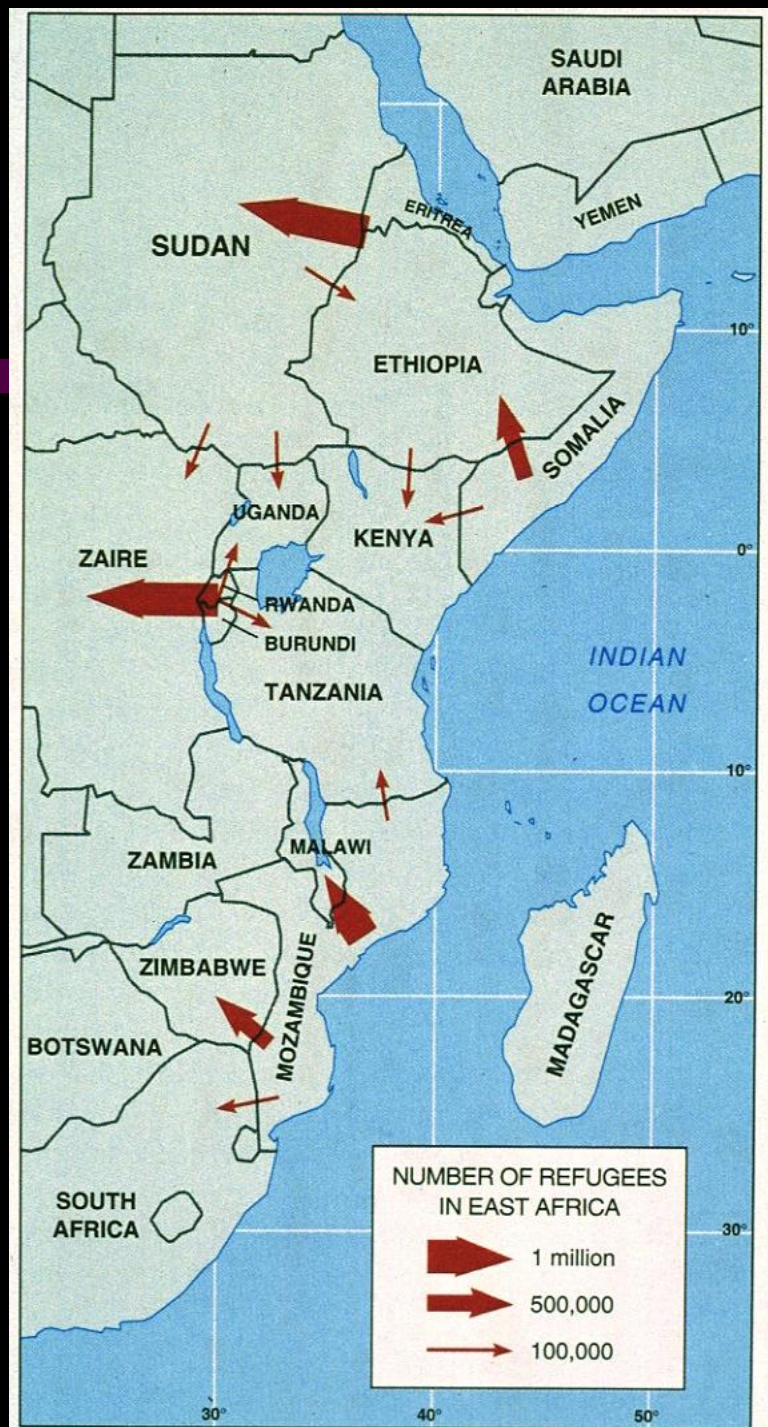 SAUDI
ARABIA
ERITREA
YEMEN
SUDAN
10°
ETHIOPIA
SOMALIA
UGANDA
KENYA
ZAIRE
0°
RWANDA
BURUNDI
INDIAN
OCEAN
TANZANIA
10°
MALAWI
ZAMBIA
ZIMBABWE
MOZAMBIQUE
MADAGASCAR
20°
BOTSWANA
NUMBER OF REFUGEES
IN EAST AFRICA
1 million
500,000
100,000
SOUTH
AFRICA
30°
30°
40°
50°